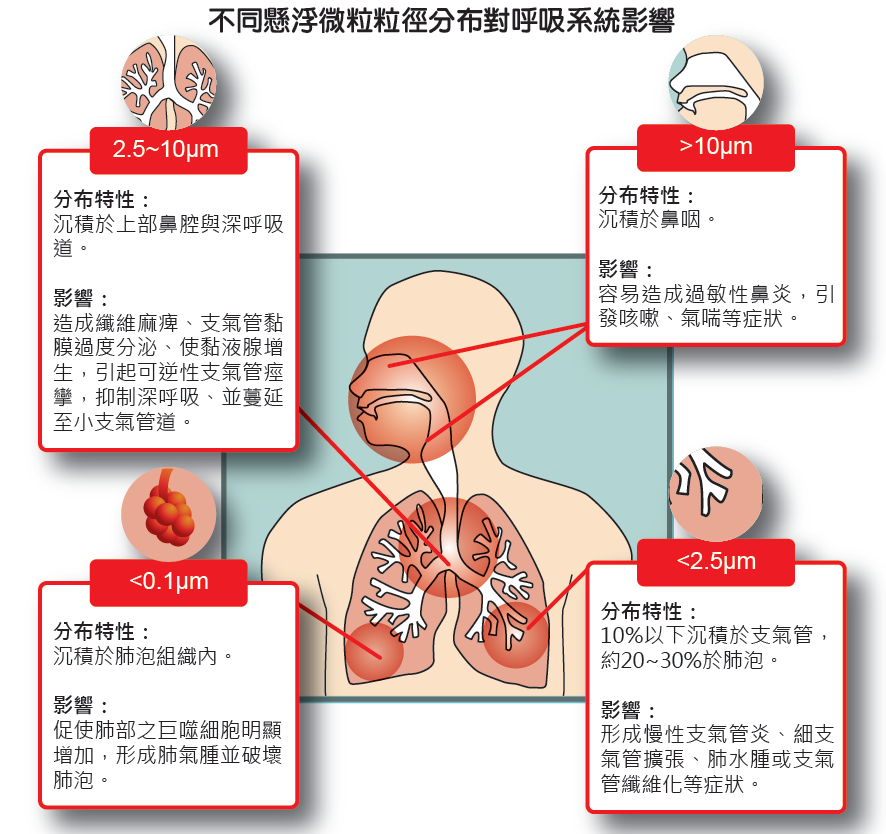 不同懸浮微粒粒徑分布對呼吸系統影響
2.5~10μm
分布特性：
沉積於上部鼻腔與深呼吸
道。
影響：
造成纖維麻痺、支氣管黏
膜過度分泌、使黏液腺增
生，引起可逆性支氣管痙
攣，抑制深呼吸、並蔓延
至小支氣管道。
>10μm
分布特性：
沉積於鼻咽。
影響：
容易造成過敏性鼻炎，引
發咳嗽、氣喘等症狀。
<0.1μm
分布特性：
沉積於肺泡組織內。
影響：
促使肺部之巨噬細胞明顯
增加，形成肺氣腫並破壞
肺泡。
<2.5μm
分布特性：
10%以下沉積於支氣管，
約20~30%於肺泡。
影響：
形成慢性支氣管炎、細支
氣管擴張、肺水腫或支氣
管纖維化等症狀。